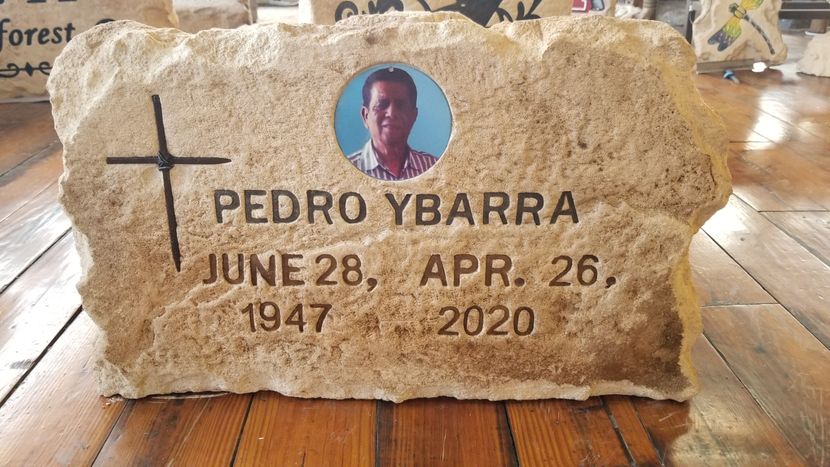 forest
PEDRO YBARRA
JUNE 28, APR. 26,
1947 2020